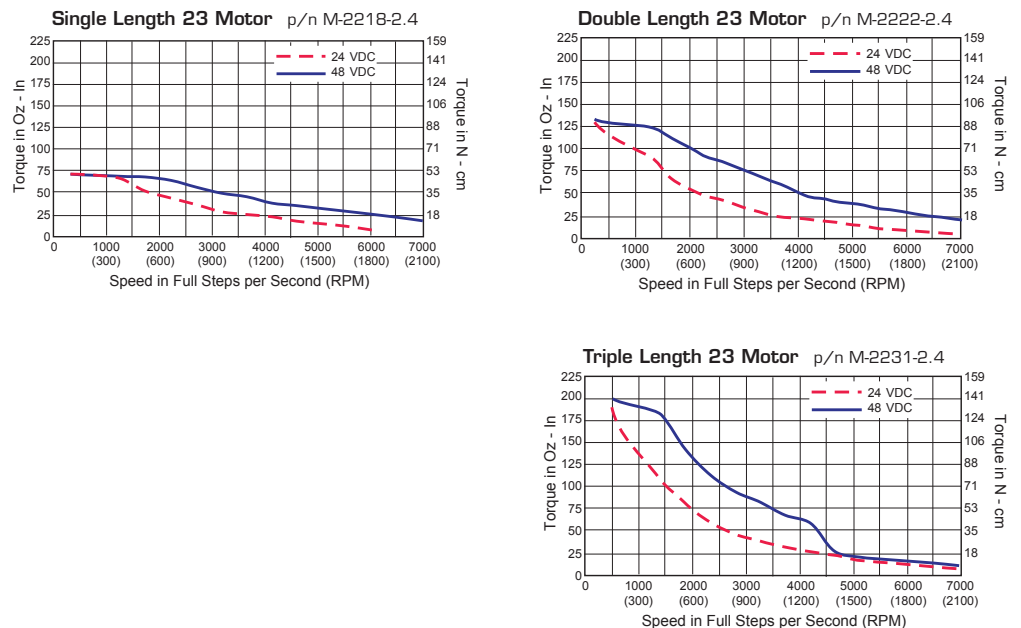 Single Length 23 Motor p/n M-2218-2.4
225
200
175
150
125
100
75
50
25
0
Torque in Oz - In
24 VDC
48 VDC
159
141
124
106
88
71
53
35
18
Torque in N - cm
0 1000 2000 3000 4000 5000 6000 7000
(300) (600) (900) (1200) (1500) (1800) (2100)
Speed in Full Steps per Second (RPM)
Double Length 23 Motor p/n M-2222-2.4
225
200
175
150
125
100
75
50
25
0
Torque in Oz - In
24 VDC
48 VDC
159
141
124
106
88
71
53
35
18
Torque in N - cm
0 1000 2000 3000 4000 5000 6000 7000
(300) (600) (900) (1200) (1500) (1800) (2100)
Speed in Full Steps per Second (RPM)
Triple Length 23 Motor p/n M-2231-2.4
225
200
175
150
125
100
75
50
25
0
Torque in Oz - In
24 VDC
48 VDC
159
141
124
106
88
71
53
35
18
Torque in N - cm
0 1000 2000 3000 4000 5000 6000 7000
(300) (600) (900) (1200) (1500) (1800) (2100)
Speed in Full Steps per Second (RPM)